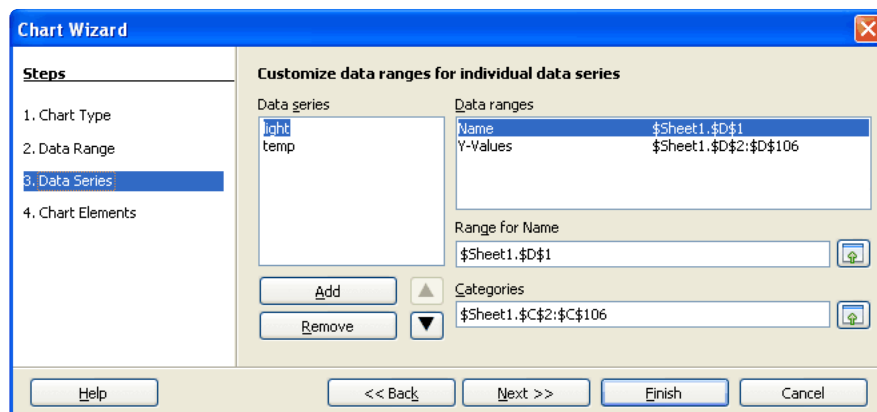 Chart Wizard
Steps
1. Chart Type
2. Data Range
3. Data Series
4. Chart Elements
Customize data ranges for individual data series
Data series
light
temp
Add
Remove
Data ranges
Name $Sheet1.$D$1
Y-Values $Sheet1.$D$2:$D$106
Range for Name
$Sheet1.$D$1
Categories
$Sheet1.$C$2:$C$106
Help << Back Next >> Finish Cancel